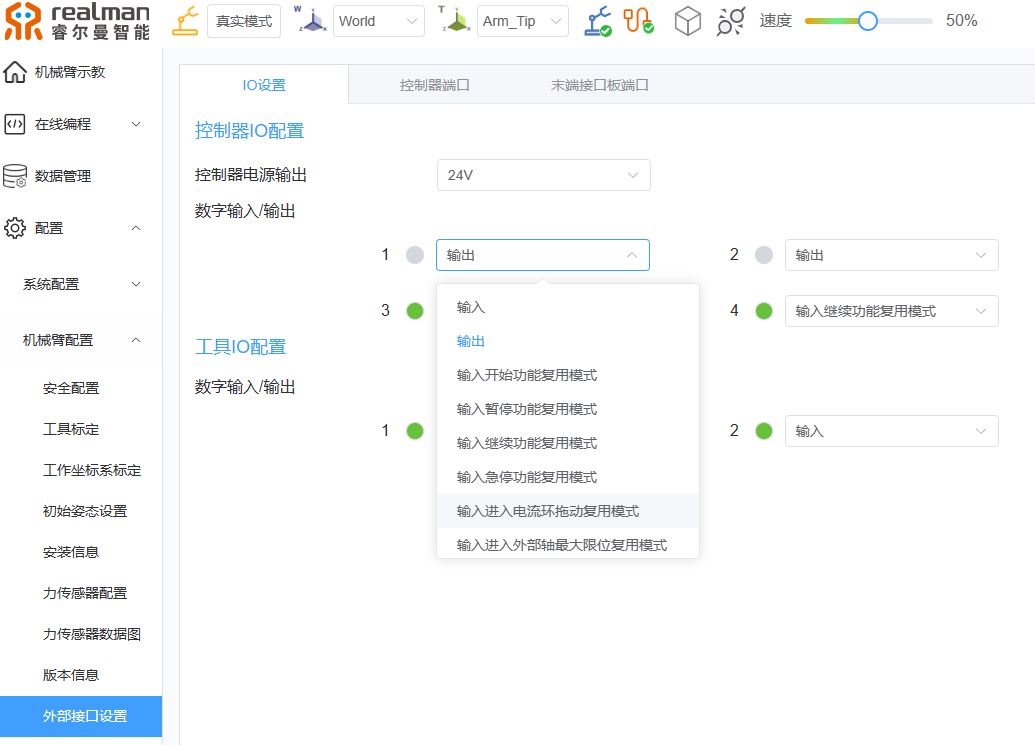 realman
睿尔曼智能
真实模式
W
Z
X
World
T
Z
X
Arm_Tip
速度
50%
机械臂示教
在线编程
数据管理
配置
系统配置
机械臂配置
安全配置
工具标定
工作坐标系标定
初始姿态设置
安装信息
力传感器配置
力传感器数据图
版本信息
外部接口设置
IO设置
控制器端口
末端接口板端口
控制器IO配置
控制器电源输出
24V
数字输入/输出
1
输出
2
输出
3
4
输入继续功能复用模式
输入
输出
输入开始功能复用模式
输入暂停功能复用模式
输入继续功能复用模式
输入急停功能复用模式
输入进入电流环拖动复用模式
输入进入外部轴最大限位复用模式
工具IO配置
数字输入/输出
1
2
输入